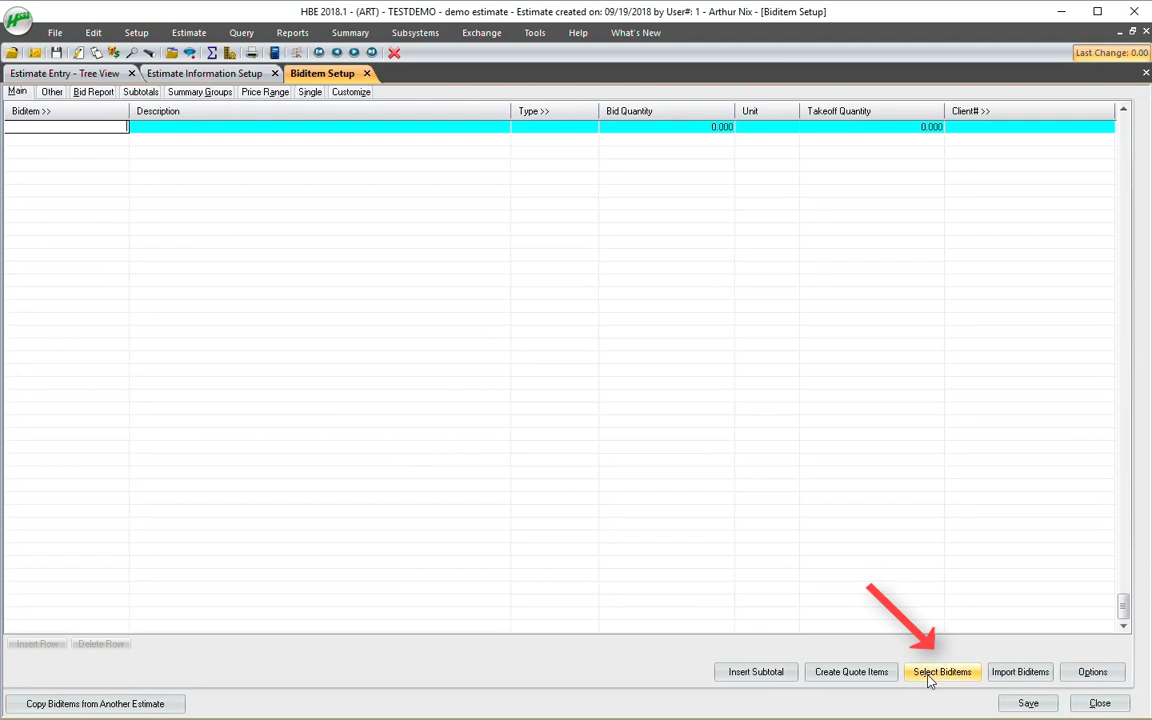 HBE 2018.1 - (ART) - TESTDEMO - demo estimate - Estimate created on: 09/19/2018 by User#: 1 - Arthur Nix - [Biditem Setup]
File Edit Setup Estimate Query Reports Summary Subsystems Exchange Tools Help What's New
Last Change: 0.00
Estimate Entry - Tree View Estimate Information Setup Biditem Setup
Main Other Bid Report Subtotals Summary Groups Price Range Single Customize
Biditem >> Description Type >> Bid Quantity Unit Takeoff Quantity Client# >>
0.000 0.000
Insert Row Delete Row
Insert Subtotal Create Quote Items Select Biditems Import Biditems Options
Copy Biditems from Another Estimate Save Close